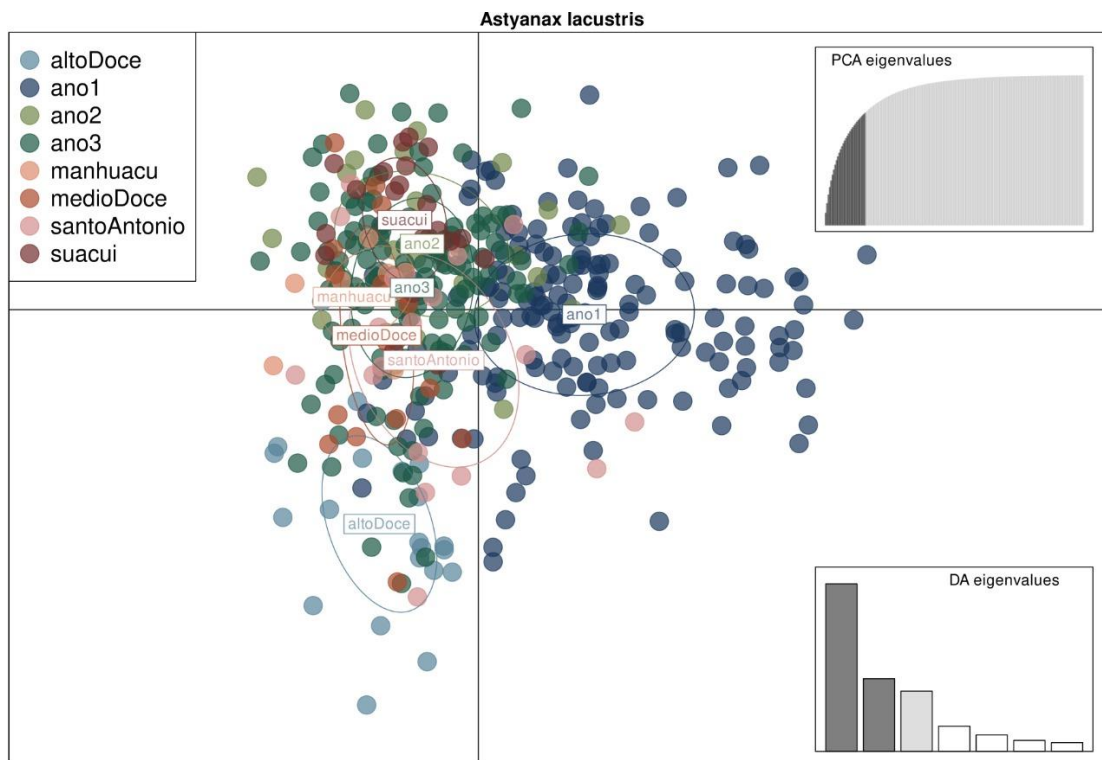 Astyanax lacustris
altoDoce
ano1
ano2
ano3
manhuacu
medioDoce
santoAntonio
suacui
PCA eigenvalues
suacui
ano2
ano3
manhuacu
ano1
medioDoce
santoAntonio
altoDoce
DA eigenvalues